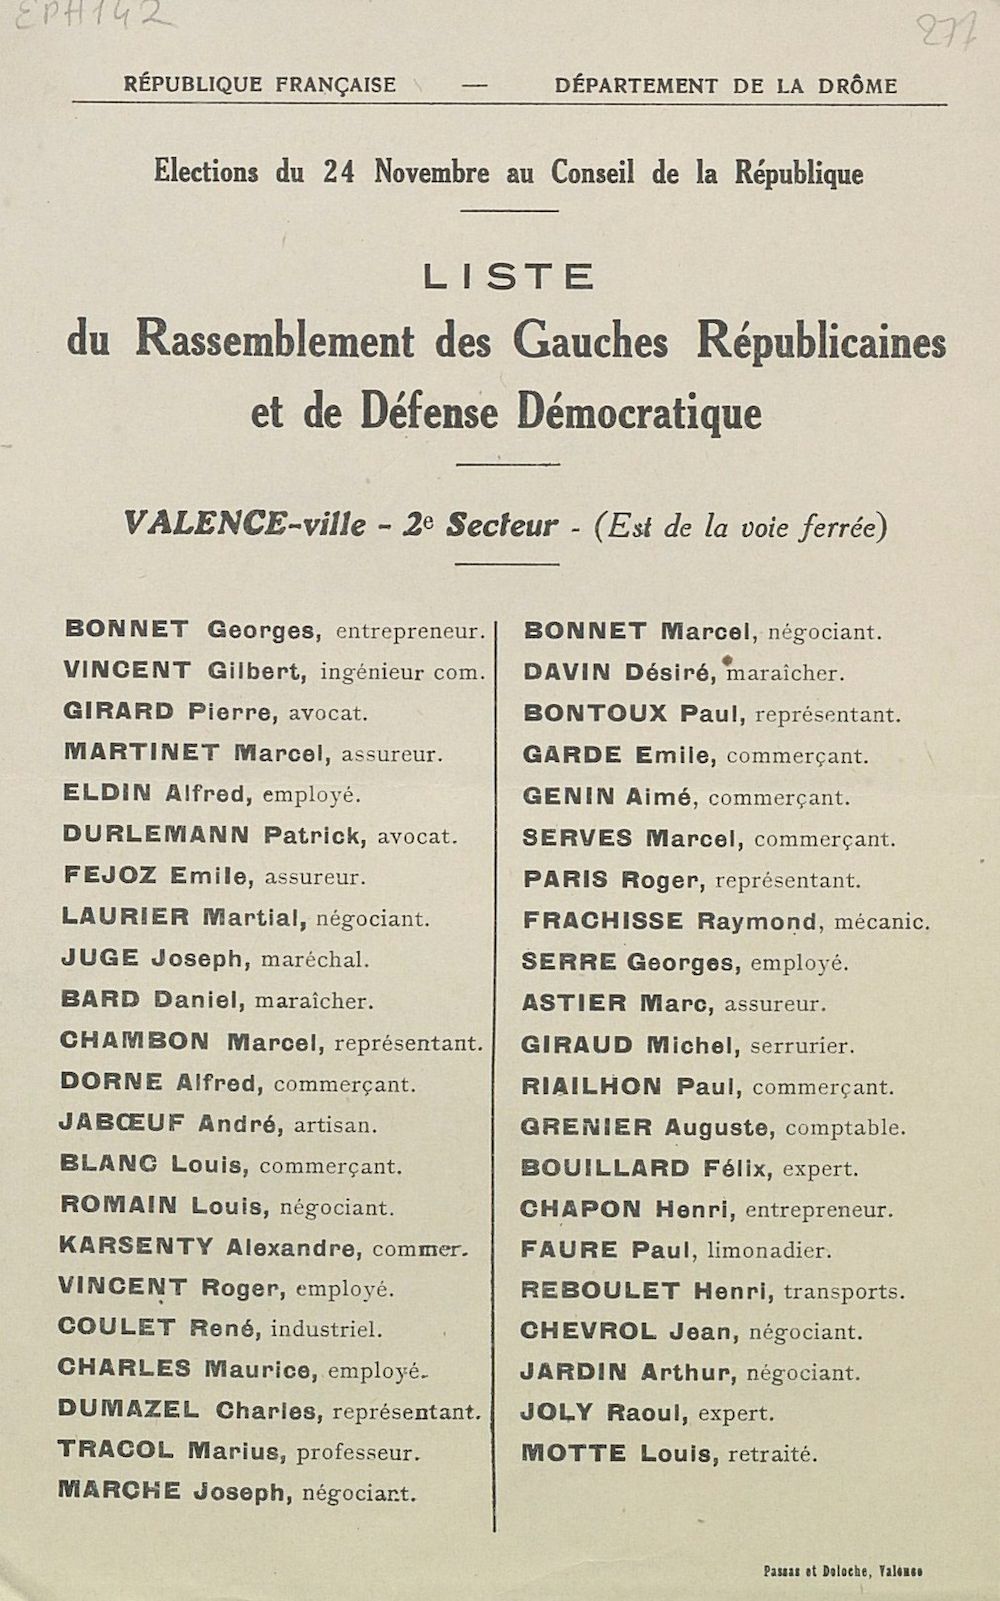 EPH142
277
RÉPUBLIQUE FRANÇAISE — DÉPARTEMENT DE LA DRÔME
Elections du 24 Novembre au Conseil de la République
LISTE
du Rassemblement des Gauches Républicaines
et de Défense Démocratique
VALENCE-ville - 2e Secteur - (Est de la voie ferrée)
BONNET Georges, entrepreneur.
VINCENT Gilbert, ingénieur com.
GIRARD Pierre, avocat.
MARTINET Marcel, assureur.
ELDIN Alfred, employé.
DURLEMANN Patrick, avocat.
FEJOZ Emile, assureur.
LAURIER Martial, négociant.
JUGE Joseph, maréchal.
BARD Daniel, maraîcher.
CHAMBON Marcel, représentant.
DORNE Alfred, commerçant.
JABŒUF André, artisan.
BLANC Louis, commerçant.
ROMAIN Louis, négociant.
KARSENTY Alexandre, commer.
VINCENT Roger, employé.
COULET René, industriel.
CHARLES Maurice, employé.
DUMAZEL Charles, représentant.
TRACOL Marius, professeur.
MARCHE Joseph, négociant.
BONNET Marcel, négociant.
DAVIN Désiré, maraîcher.
BONTOUX Paul, représentant.
GARDE Emile, commerçant.
GENIN Aimé, commerçant.
SERVES Marcel, commerçant.
PARIS Roger, représentant.
FRACHISSE Raymond, mécanic.
SERRE Georges, employé.
ASTIER Marc, assureur.
GIRAUD Michel, serrurier.
RIAILHON Paul, commerçant.
GRENIER Auguste, comptable.
BOUILLARD Félix, expert.
CHAPON Henri, entrepreneur.
FAURE Paul, limonadier.
REBOULET Henri, transports.
CHEVROL Jean, négociant.
JARDIN Arthur, négociant.
JOLY Raoul, expert.
MOTTE Louis, retraité.
Passas et Deloche, Valence